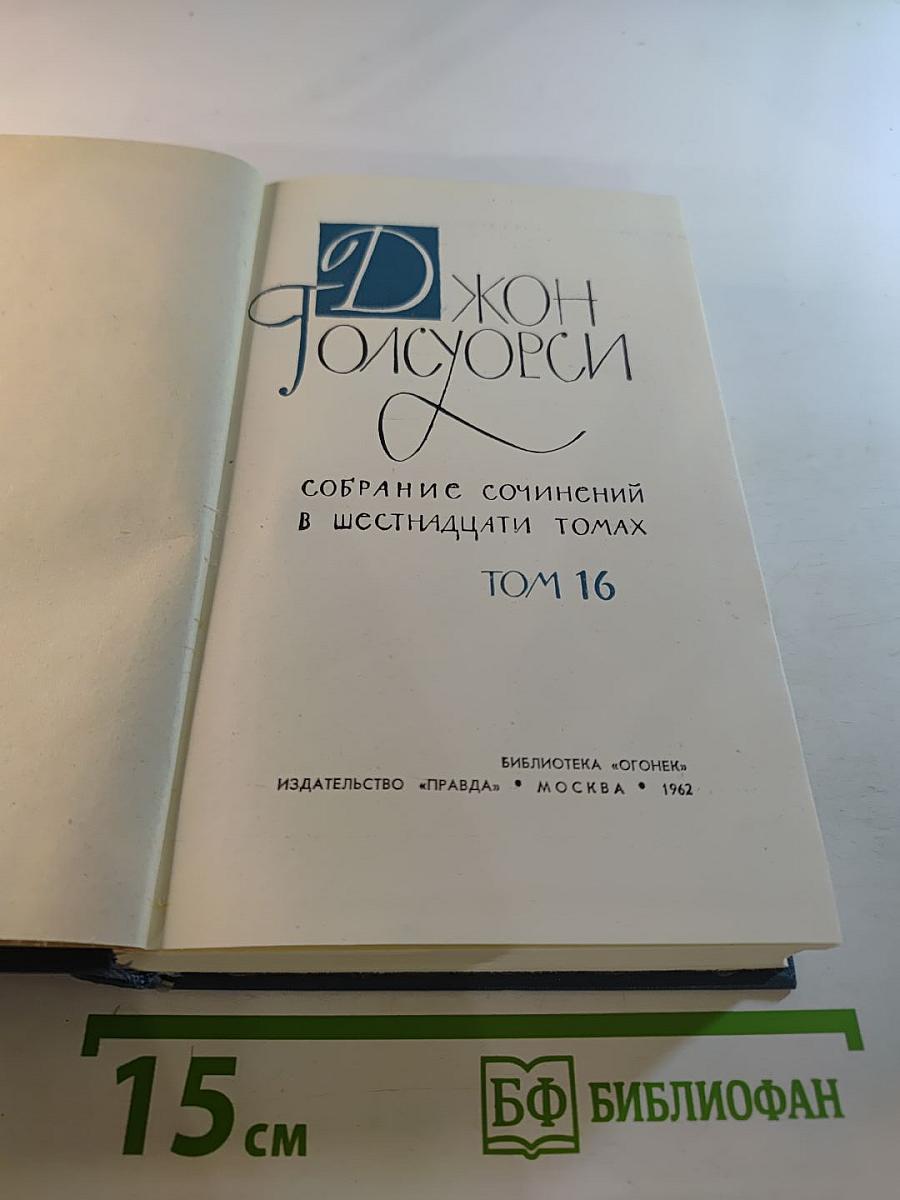 Джон
Голсуорси
СОБРАНИЕ СОЧИНЕНИЙ
В ШЕСТНАДЦАТИ ТОМАХ
ТОМ 16
БИБЛИОТЕКА «ОГОНЕК»
ИЗДАТЕЛЬСТВО «ПРАВДА» • МОСКВА • 1962
15 см
БФ БИБЛИОФАН